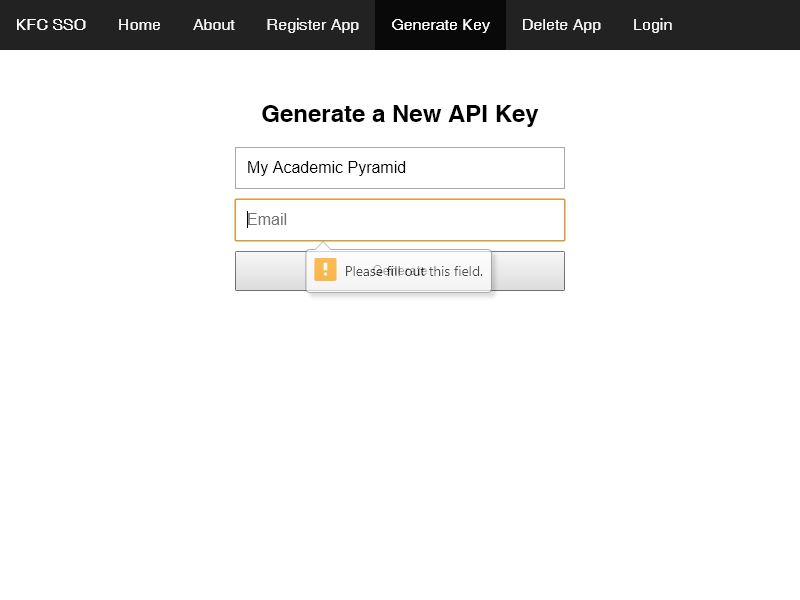 KFC SSO Home About Register App Generate Key Delete App Login
Generate a New API Key
My Academic Pyramid
Email
Please fill out this field.
Generate